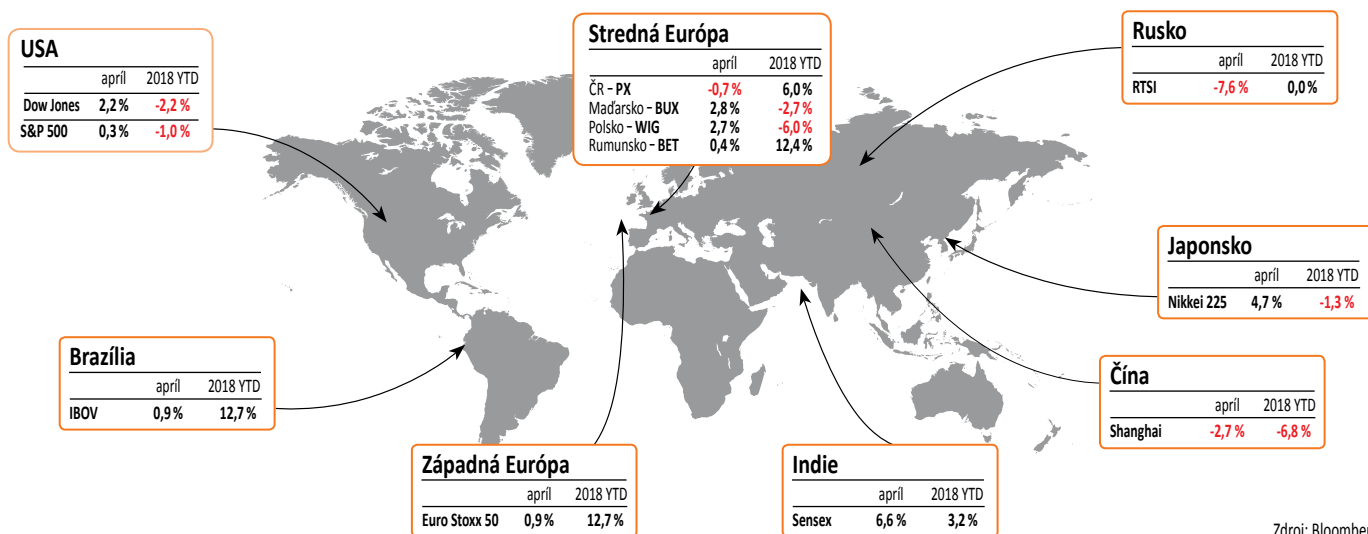 USA
apríl 2018 YTD
Dow Jones 2,2 % -2,2 %
S&P 500 0,3 % -1,0 %
Stredná Európa
apríl 2018 YTD
ČR – PX -0,7 % 6,0 %
Maďarsko – BUX 2,8 % -2,7 %
Polsko – WIG 2,7 % -6,0 %
Rumunsko – BET 0,4 % 12,4 %
Rusko
apríl 2018 YTD
RTSI -7,6 % 0,0 %
Japonsko
apríl 2018 YTD
Nikkei 225 4,7 % -1,3 %
Brazília
apríl 2018 YTD
IBOV 0,9 % 12,7 %
Čína
apríl 2018 YTD
Shanghai -2,7 % -6,8 %
Západná Európa
apríl 2018 YTD
Euro Stoxx 50 0,9 % 12,7 %
Indie
apríl 2018 YTD
Sensex 6,6 % 3,2 %
Zdroj: Bloomber